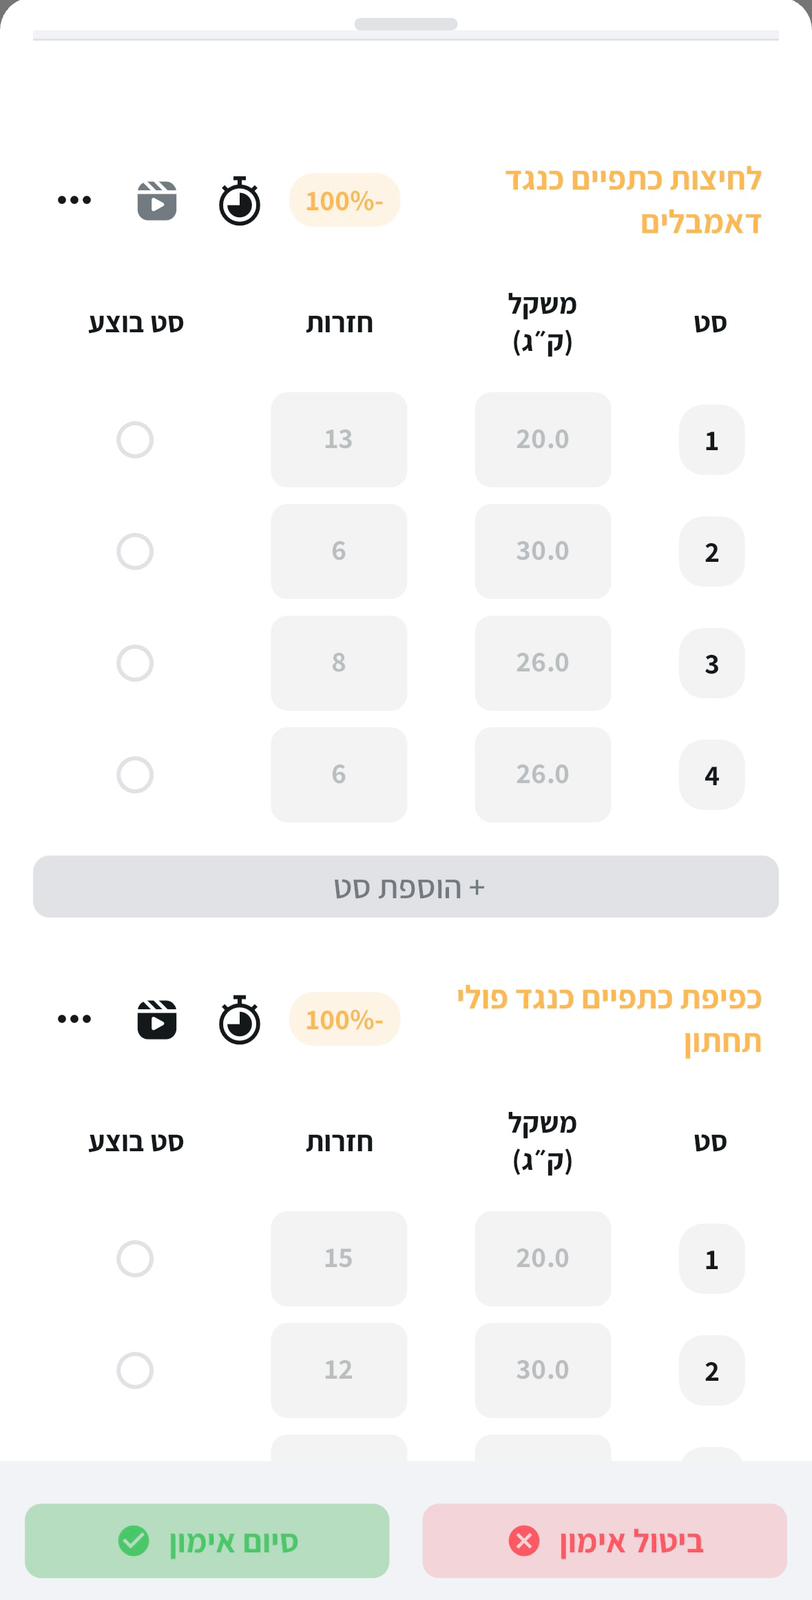 לחיצות כתפיים כנגד
דאמבלים
-100%
סט
משקל
(ק״ג)
חזרות
סט בוצע
1
20.0
13
2
30.0
6
3
26.0
8
4
26.0
6
+ הוספת סט
כפיפת כתפיים כנגד פולי
תחתון
-100%
סט
משקל
(ק״ג)
חזרות
סט בוצע
1
20.0
15
2
30.0
12
ביטול אימון
סיום אימון